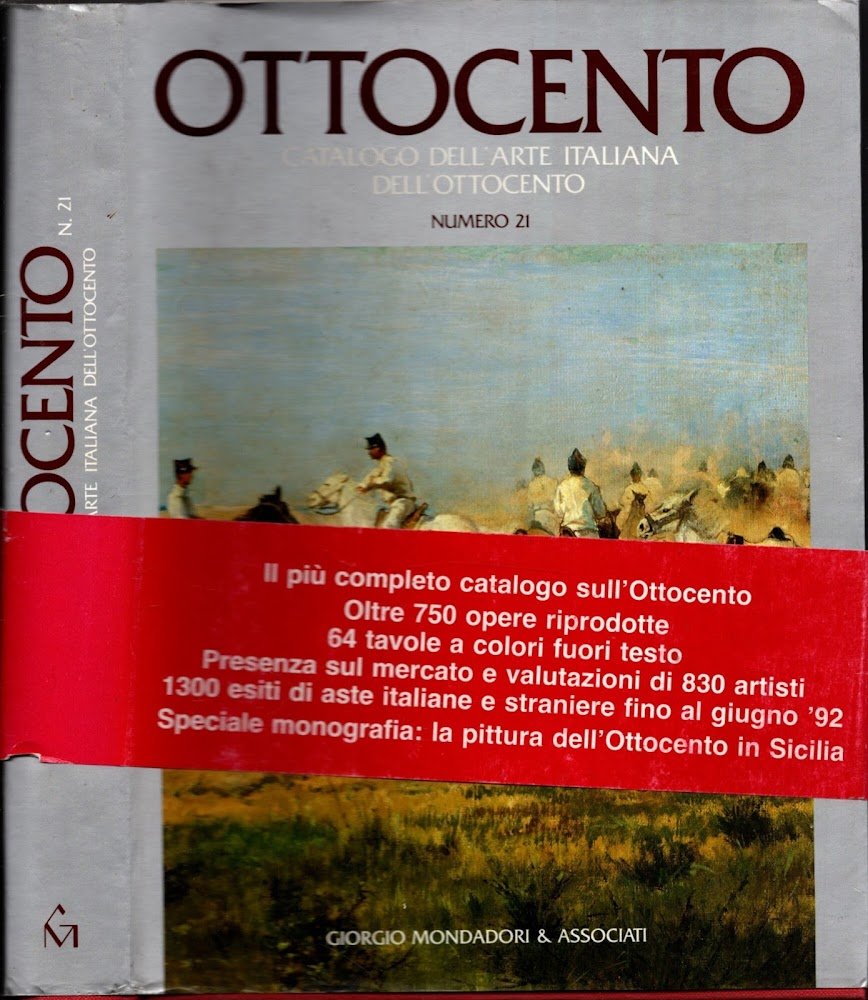 OTTOCENTO
CATALOGO DELL'ARTE ITALIANA
DELL'OTTOCENTO
NUMERO 21
Il più completo catalogo sull'Ottocento
Oltre 750 opere riprodotte
64 tavole a colori fuori testo
Presenza sul mercato e valutazioni di 830 artisti
1300 esiti di aste italiane e straniere fino al giugno '92
Speciale monografia: la pittura dell'Ottocento in Sicilia
GIORGIO MONDADORI & ASSOCIATI
OCENTO N. 21
ARTE ITALIANA DELL'OTTOCENTO
GM